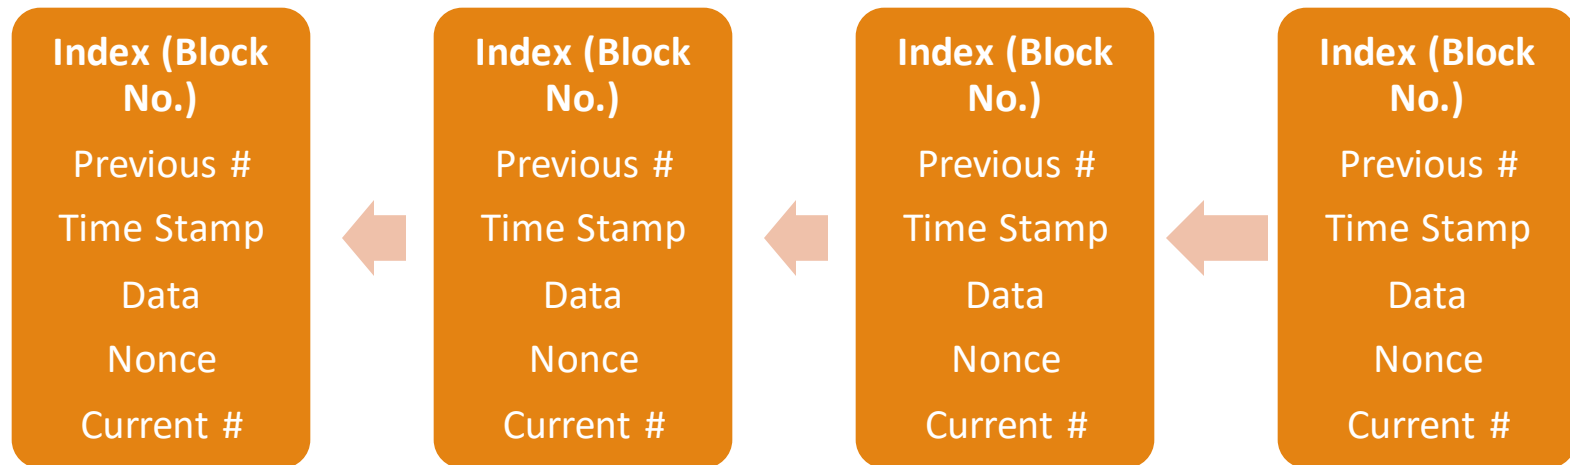 Index (Block
No.)
Previous #
Time Stamp
Data
Nonce
Current #
Index (Block
No.)
Previous #
Time Stamp
Data
Nonce
Current #
Index (Block
No.)
Previous #
Time Stamp
Data
Nonce
Current #
Index (Block
No.)
Previous #
Time Stamp
Data
Nonce
Current #